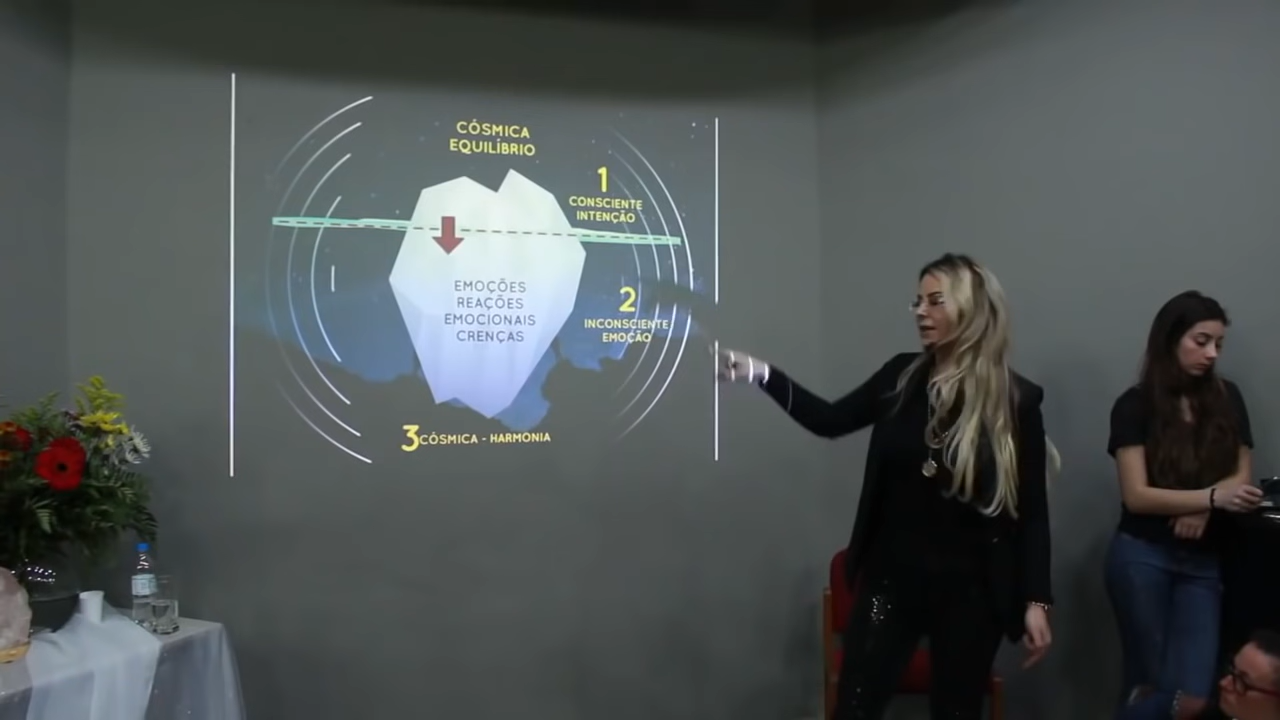 CÓSMICA
EQUILÍBRIO
1
CONSCIENTE
INTENÇÃO
EMOÇÕES
REAÇÕES
EMOCIONAIS
CRENÇAS
2
INCONSCIENTE
EMOÇÃO
3 CÓSMICA - HARMONIA